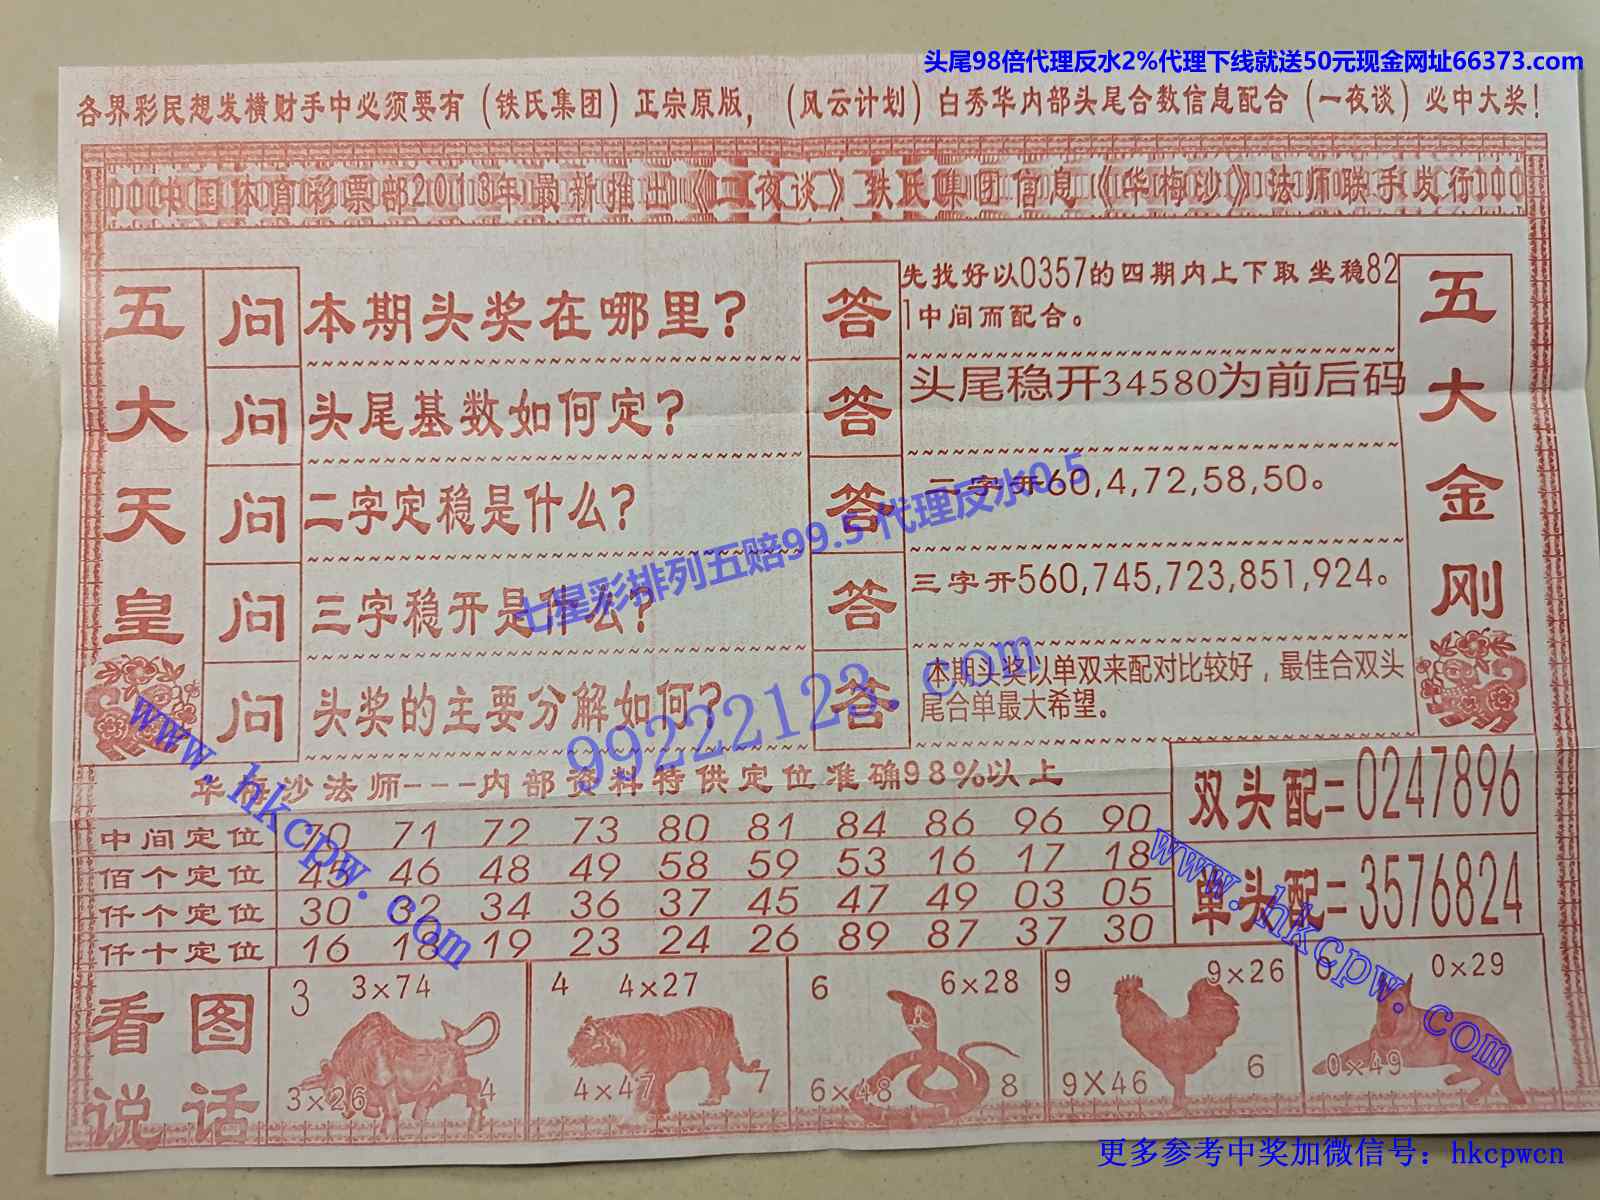 头尾98倍代理反水2%代理下线就送50元现金网址66373.com
各界彩民想发横财手中必须要有（铁氏集团）正宗原版，（风云计划）白秀华内部头尾合数信息配合（一夜谈）必中大奖！
中国体育彩票部2013年最新推出《一夜谈》铁氏集团信息《华梅沙》法师联手发行
五大天皇
问 本期头奖在哪里？
答 先找好以0357的四期内上下取坐稳82
1中间而配合。
问 头尾基数如何定？
答 头尾稳开34580为前后码
问 二字定稳是什么？
答 二字开60,4,72,58,50。
问 三字稳开是什么？
答 三字开560,745,723,851,924。
问 头奖的主要分解如何？
答 本期头奖以单双来配对比较好，最佳合双头
尾合单最大希望。
五大金刚
七星彩排列五赔99.5 代理反水0.5
99222123.com
www.hkcpw.com
华梅沙法师---内部资料特供定位准确98%以上
中间定位 70 71 72 73 80 81 84 86 96 90
佰个定位 45 46 48 49 58 59 53 16 17 18
仟个定位 30 32 34 36 37 45 47 49 03 05
仟十定位 16 18 19 23 24 26 89 87 37 30
双头配=0247896
单头配=3576824
www.hkcpw.com
看图说话
3 3×74
3×26 4
4 4×27
4×47 7
6 6×28
6×48 8
9 9×26
9×46 6
0 0×29
0×49
更多参考中奖加微信号：hkcpwcn